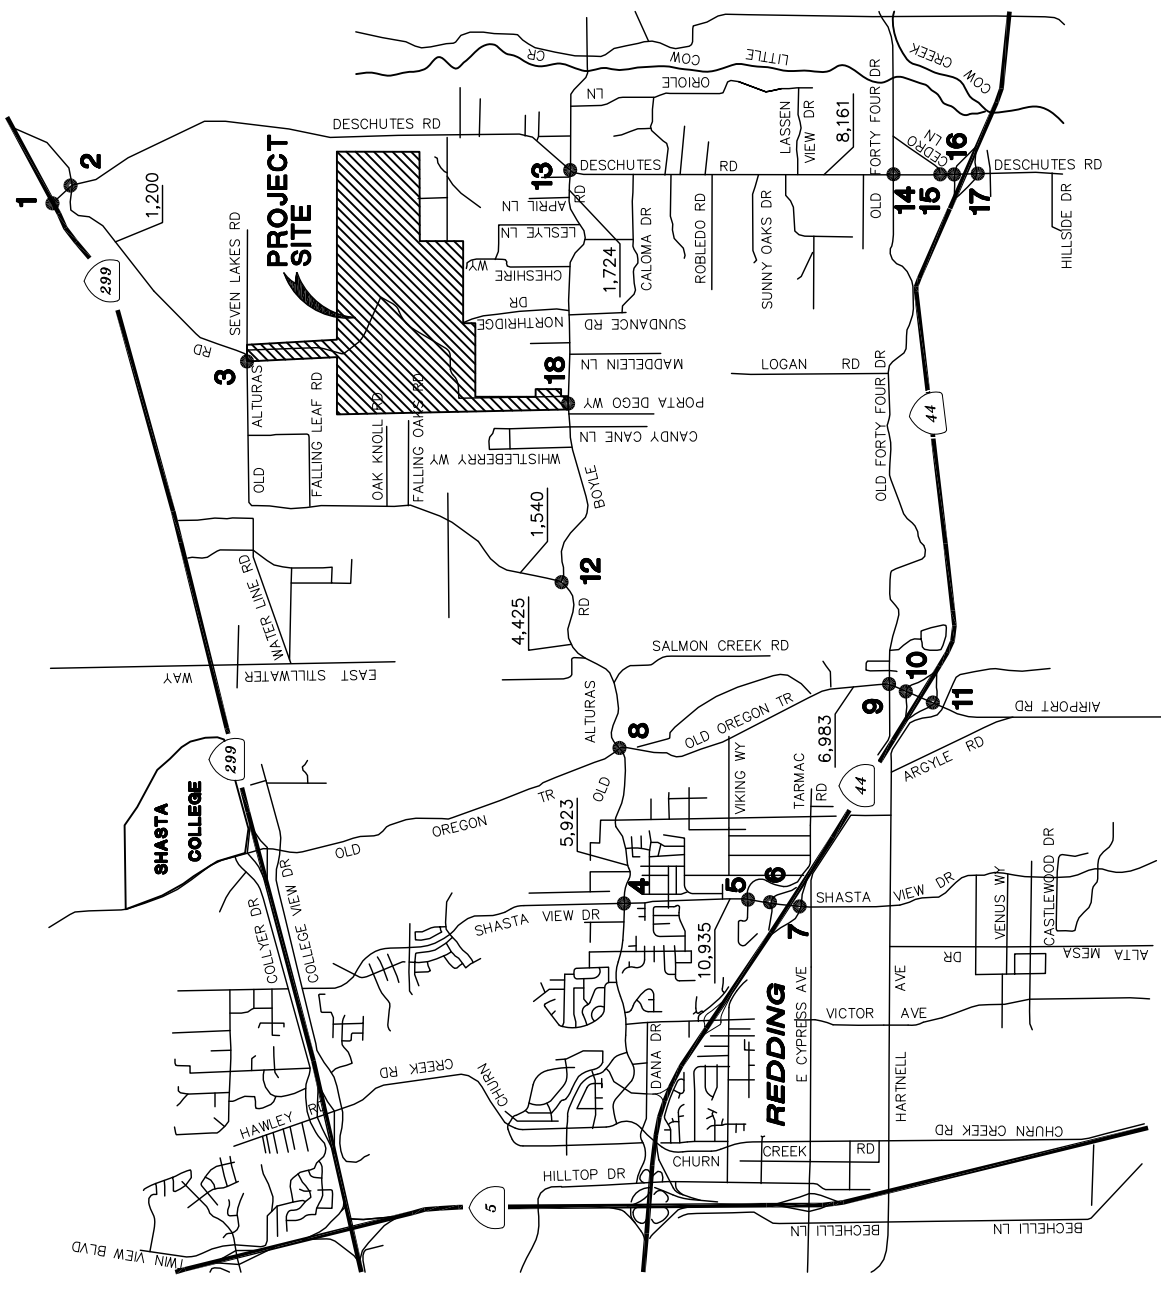 COW
CREEK
CR
COW
LITTLE
ORIOLE
LN
OLD FORTY FOUR DR
DESCHUTES RD
LASSEN
VIEW DR
8,161
CEDRO
LN
1
2
1,200
PROJECT
SITE
13
DESCHUTES
RD
14
15
16
17
DESCHUTES RD
HILLSIDE DR
299
SEVEN LAKES RD
APRIL LN
RD
LESLYE LN
CHESHIRE
WY
1,724
CALOMA DR
ROBLEDO RD
SUNNY OAKS DR
NORTHRIDGE
DR
SUNDANCE RD
RD
3
ALTURAS
OLD
FALLING LEAF RD
OAK KNOLL RD
FALLING OAKS RD
18
MADDELEIN LN
PORTA DEGO WY
CANDY CANE LN
WHISTLEBERRY WY
LOGAN RD
OLD FORTY FOUR DR
44
BOYLE
RD
1,540
12
4,425
WATER LINE RD
EAST STILLWATER
WAY
SALMON CREEK RD
ALTURAS
OLD
8
OLD OREGON TR
9
10
11
AIRPORT RD
6,983
ARGYLE RD
299
SHASTA
COLLEGE
OLD
OREGON
TR
5,923
VIKING WY
TARMAC
RD
44
COLLYER DR
COLLEGE VIEW DR
SHASTA VIEW DR
4
5
6
7
10,935
SHASTA
VIEW DR
VENUS WY
CASTLEWOOD DR
ALTA MESA
DR
REDDING
E CYPRESS AVE
VICTOR AVE
HARTNELL AVE
DANA DR
CHURN
CREEK RD
HAWLEY RD
HILLTOP DR
CHURN
CREEK
RD
CHURN CREEK RD
5
TWIN VIEW BLVD
BECHELLI LN
BECHELLI LN